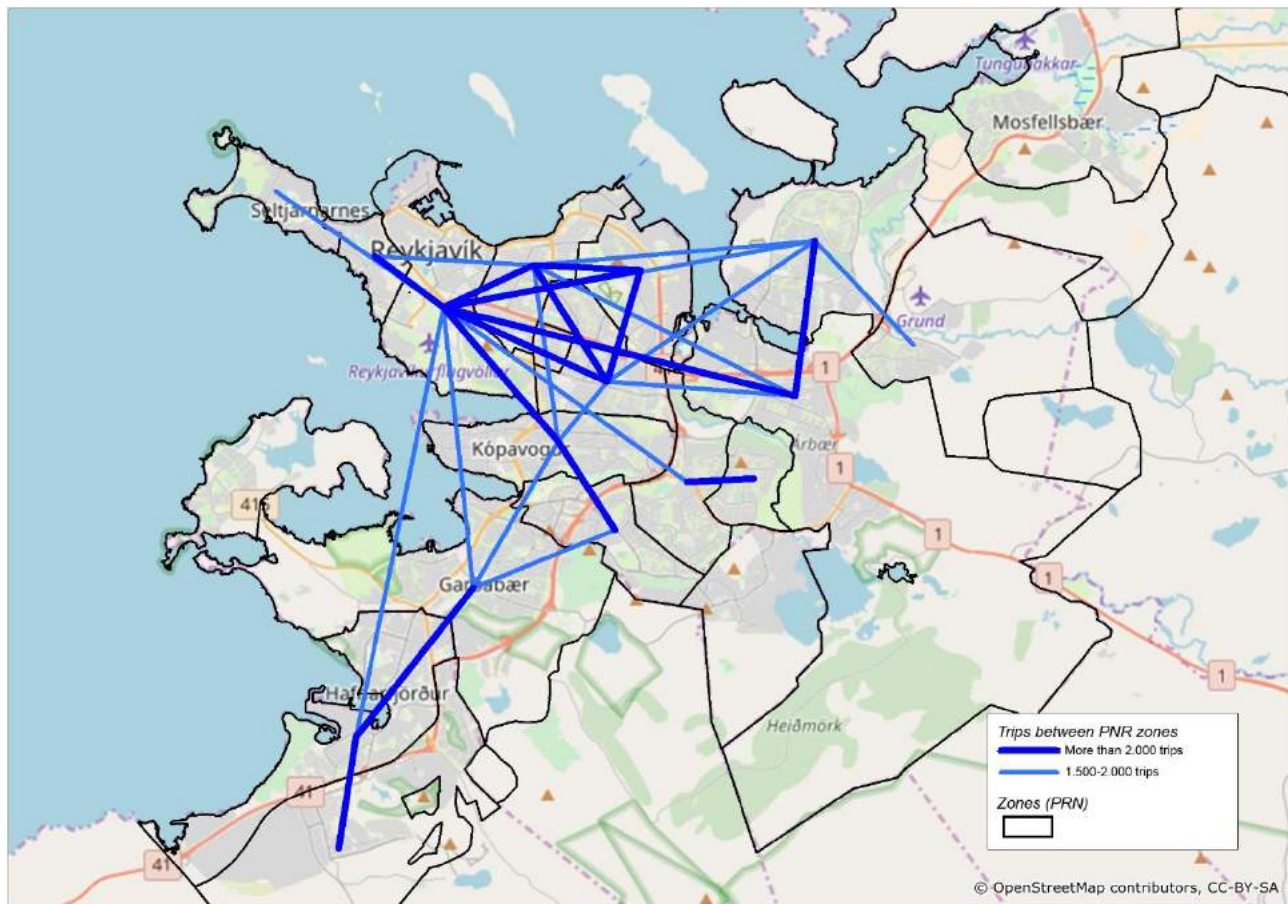 Tungubakkar
Mosfellsbær
Seltjarnarnes
Reykjavík
Grund
Reykjavíkurflugvöllur
1
Kópavogur
Árbær
1
415
1
1
Garðabær
1
Hafnarfjörður
Heiðmörk
Trips between PNR zones
More than 2.000 trips
1.500-2.000 trips
41
Zones (PRN)
41
© OpenStreetMap contributors, CC-BY-SA